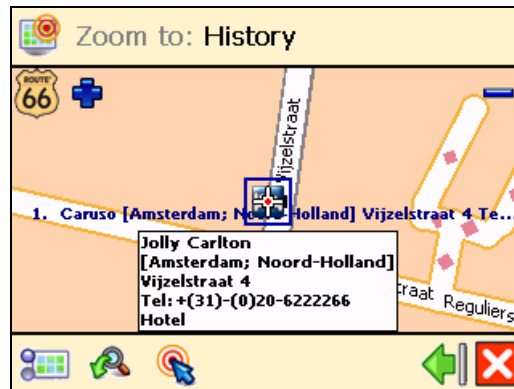 Zoom to: History
ROUTE
66
Vijzelstraat
1. Caruso [Amsterdam; Noord-Holland] Vijzelstraat 4 Te...
Jolly Carlton
[Amsterdam; Noord-Holland]
Vijzelstraat 4
Tel:+(31)-(0)20-6222266
Hotel
straat Reguliers